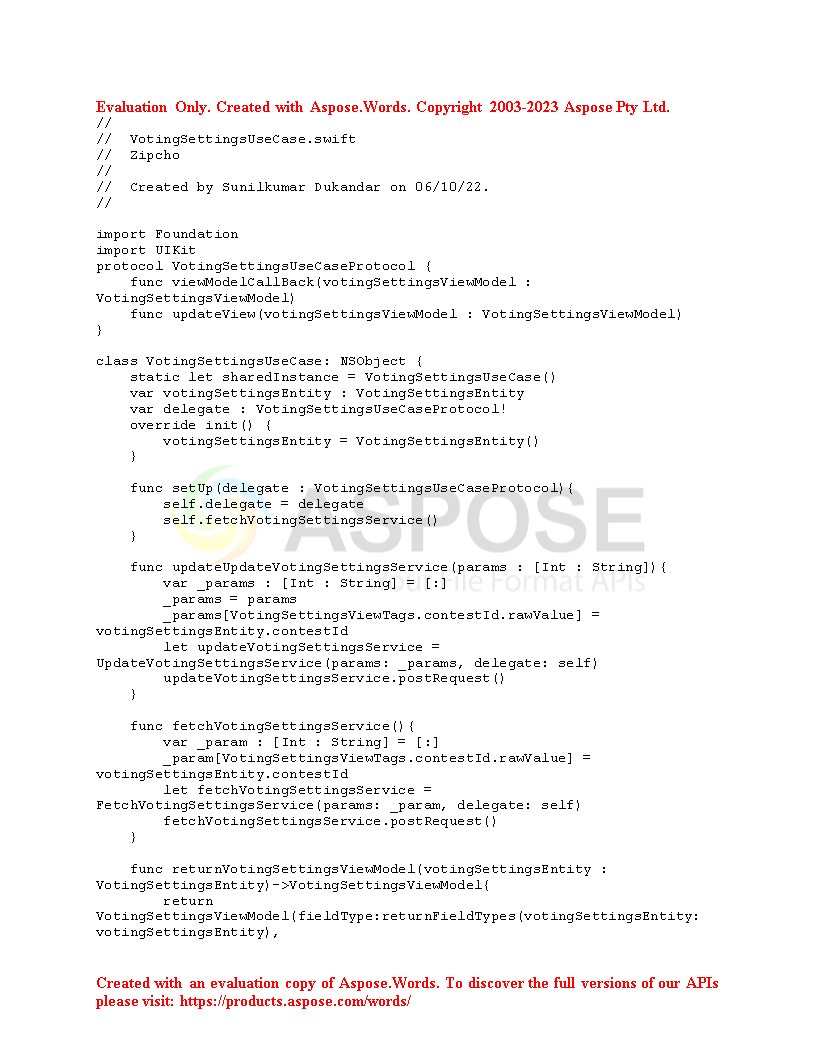 Evaluation Only. Created with Aspose.Words. Copyright 2003-2023 Aspose Pty Ltd.
//
//  VotingSettingsUseCase.swift
//  Zipcho
//
//  Created by Sunilkumar Dukandar on 06/10/22.
//

import Foundation
import UIKit
protocol VotingSettingsUseCaseProtocol {
    func viewModelCallBack(votingSettingsViewModel :
VotingSettingsViewModel)
    func updateView(votingSettingsViewModel : VotingSettingsViewModel)
}

class VotingSettingsUseCase: NSObject {
    static let sharedInstance = VotingSettingsUseCase()
    var votingSettingsEntity : VotingSettingsEntity
    var delegate : VotingSettingsUseCaseProtocol!
    override init() {
        votingSettingsEntity = VotingSettingsEntity()
    }

    func setUp(delegate : VotingSettingsUseCaseProtocol){
        self.delegate = delegate
        self.fetchVotingSettingsService()
    }
ASPOSE
Your File Format APIs

    func updateUpdateVotingSettingsService(params : [Int : String]){
        var _params : [Int : String] = [:]
        _params = params
        _params[VotingSettingsViewTags.contestId.rawValue] =
votingSettingsEntity.contestId
        let updateVotingSettingsService =
UpdateVotingSettingsService(params: _params, delegate: self)
        updateVotingSettingsService.postRequest()
    }

    func fetchVotingSettingsService(){
        var _param : [Int : String] = [:]
        _param[VotingSettingsViewTags.contestId.rawValue] =
votingSettingsEntity.contestId
        let fetchVotingSettingsService =
FetchVotingSettingsService(params: _param, delegate: self)
        fetchVotingSettingsService.postRequest()
    }

    func returnVotingSettingsViewModel(votingSettingsEntity :
VotingSettingsEntity)->VotingSettingsViewModel{
        return
VotingSettingsViewModel(fieldType:returnFieldTypes(votingSettingsEntity:
votingSettingsEntity),

Created with an evaluation copy of Aspose.Words. To discover the full versions of our APIs
please visit: https://products.aspose.com/words/